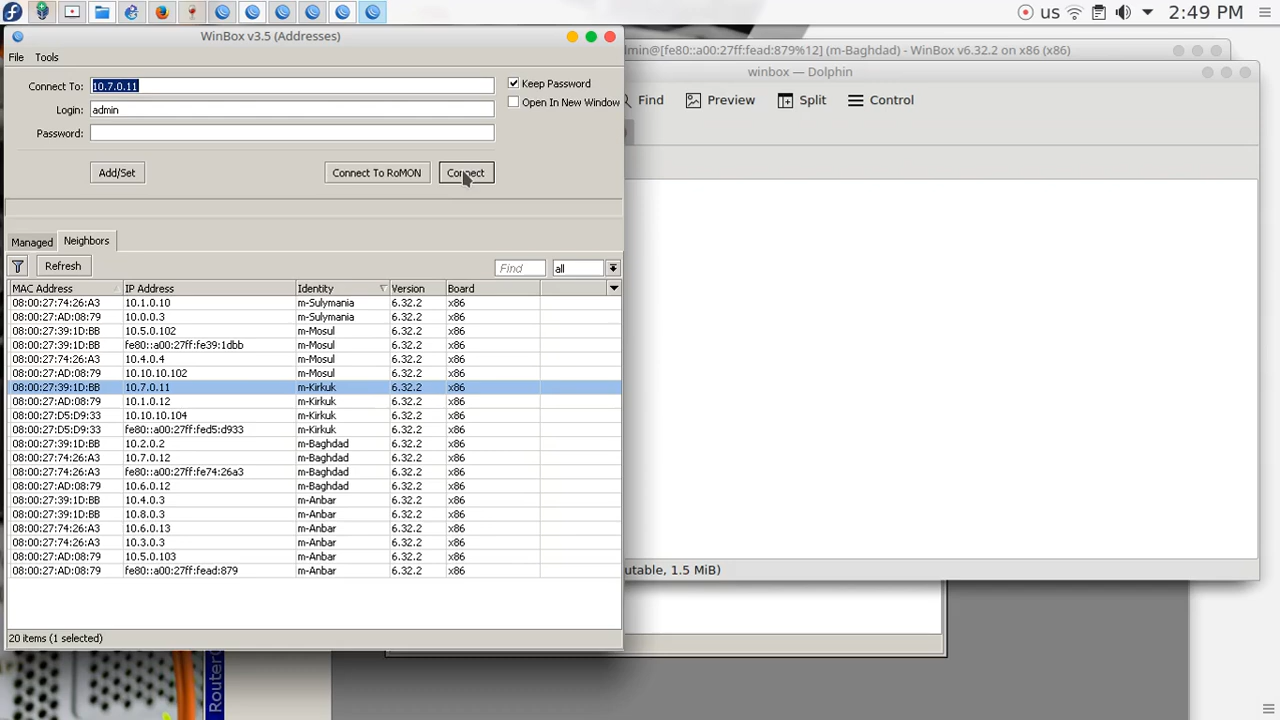 us 2:49 PM
WinBox v3.5 (Addresses)
dmin@[fe80::a00:27ff:fead:879%12] (m-Baghdad) - WinBox v6.32.2 on x86 (x86)
winbox — Dolphin
File Tools
Find Preview Split Control
Connect To: 10.7.0.11
Keep Password
Login: admin
Open In New Window
Password:
Add/Set Connect To RoMON Connect
Managed Neighbors
Refresh Find all
MAC Address IP Address Identity Version Board
08:00:27:74:26:A3 10.1.0.10 m-Sulymania 6.32.2 x86
08:00:27:AD:08:79 10.0.0.3 m-Sulymania 6.32.2 x86
08:00:27:39:1D:BB 10.5.0.102 m-Mosul 6.32.2 x86
08:00:27:39:1D:BB fe80::a00:27ff:fe39:1dbb m-Mosul 6.32.2 x86
08:00:27:74:26:A3 10.4.0.4 m-Mosul 6.32.2 x86
08:00:27:AD:08:79 10.10.10.102 m-Mosul 6.32.2 x86
08:00:27:39:1D:BB 10.7.0.11 m-Kirkuk 6.32.2 x86
08:00:27:AD:08:79 10.1.0.12 m-Kirkuk 6.32.2 x86
08:00:27:D5:D9:33 10.10.10.104 m-Kirkuk 6.32.2 x86
08:00:27:D5:D9:33 fe80::a00:27ff:fed5:d933 m-Kirkuk 6.32.2 x86
08:00:27:39:1D:BB 10.2.0.2 m-Baghdad 6.32.2 x86
08:00:27:74:26:A3 10.7.0.12 m-Baghdad 6.32.2 x86
08:00:27:74:26:A3 fe80::a00:27ff:fe74:26a3 m-Baghdad 6.32.2 x86
08:00:27:AD:08:79 10.6.0.12 m-Baghdad 6.32.2 x86
08:00:27:39:1D:BB 10.4.0.3 m-Anbar 6.32.2 x86
08:00:27:39:1D:BB 10.8.0.3 m-Anbar 6.32.2 x86
08:00:27:74:26:A3 10.6.0.13 m-Anbar 6.32.2 x86
08:00:27:74:26:A3 10.3.0.3 m-Anbar 6.32.2 x86
08:00:27:AD:08:79 10.5.0.103 m-Anbar 6.32.2 x86
08:00:27:AD:08:79 fe80::a00:27ff:fead:879 m-Anbar 6.32.2 x86
utable, 1.5 MiB)
20 items (1 selected)
RouterO